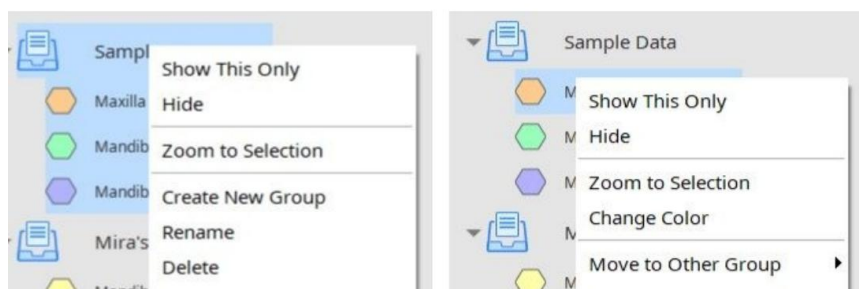 Sampl
Show This Only
Maxilla
Hide
Mandib
Zoom to Selection
Mandib
Create New Group
Mira's
Rename
Delete
Sample Data
M
Show This Only
M
Hide
M
Zoom to Selection
Change Color
M
Move to Other Group
M